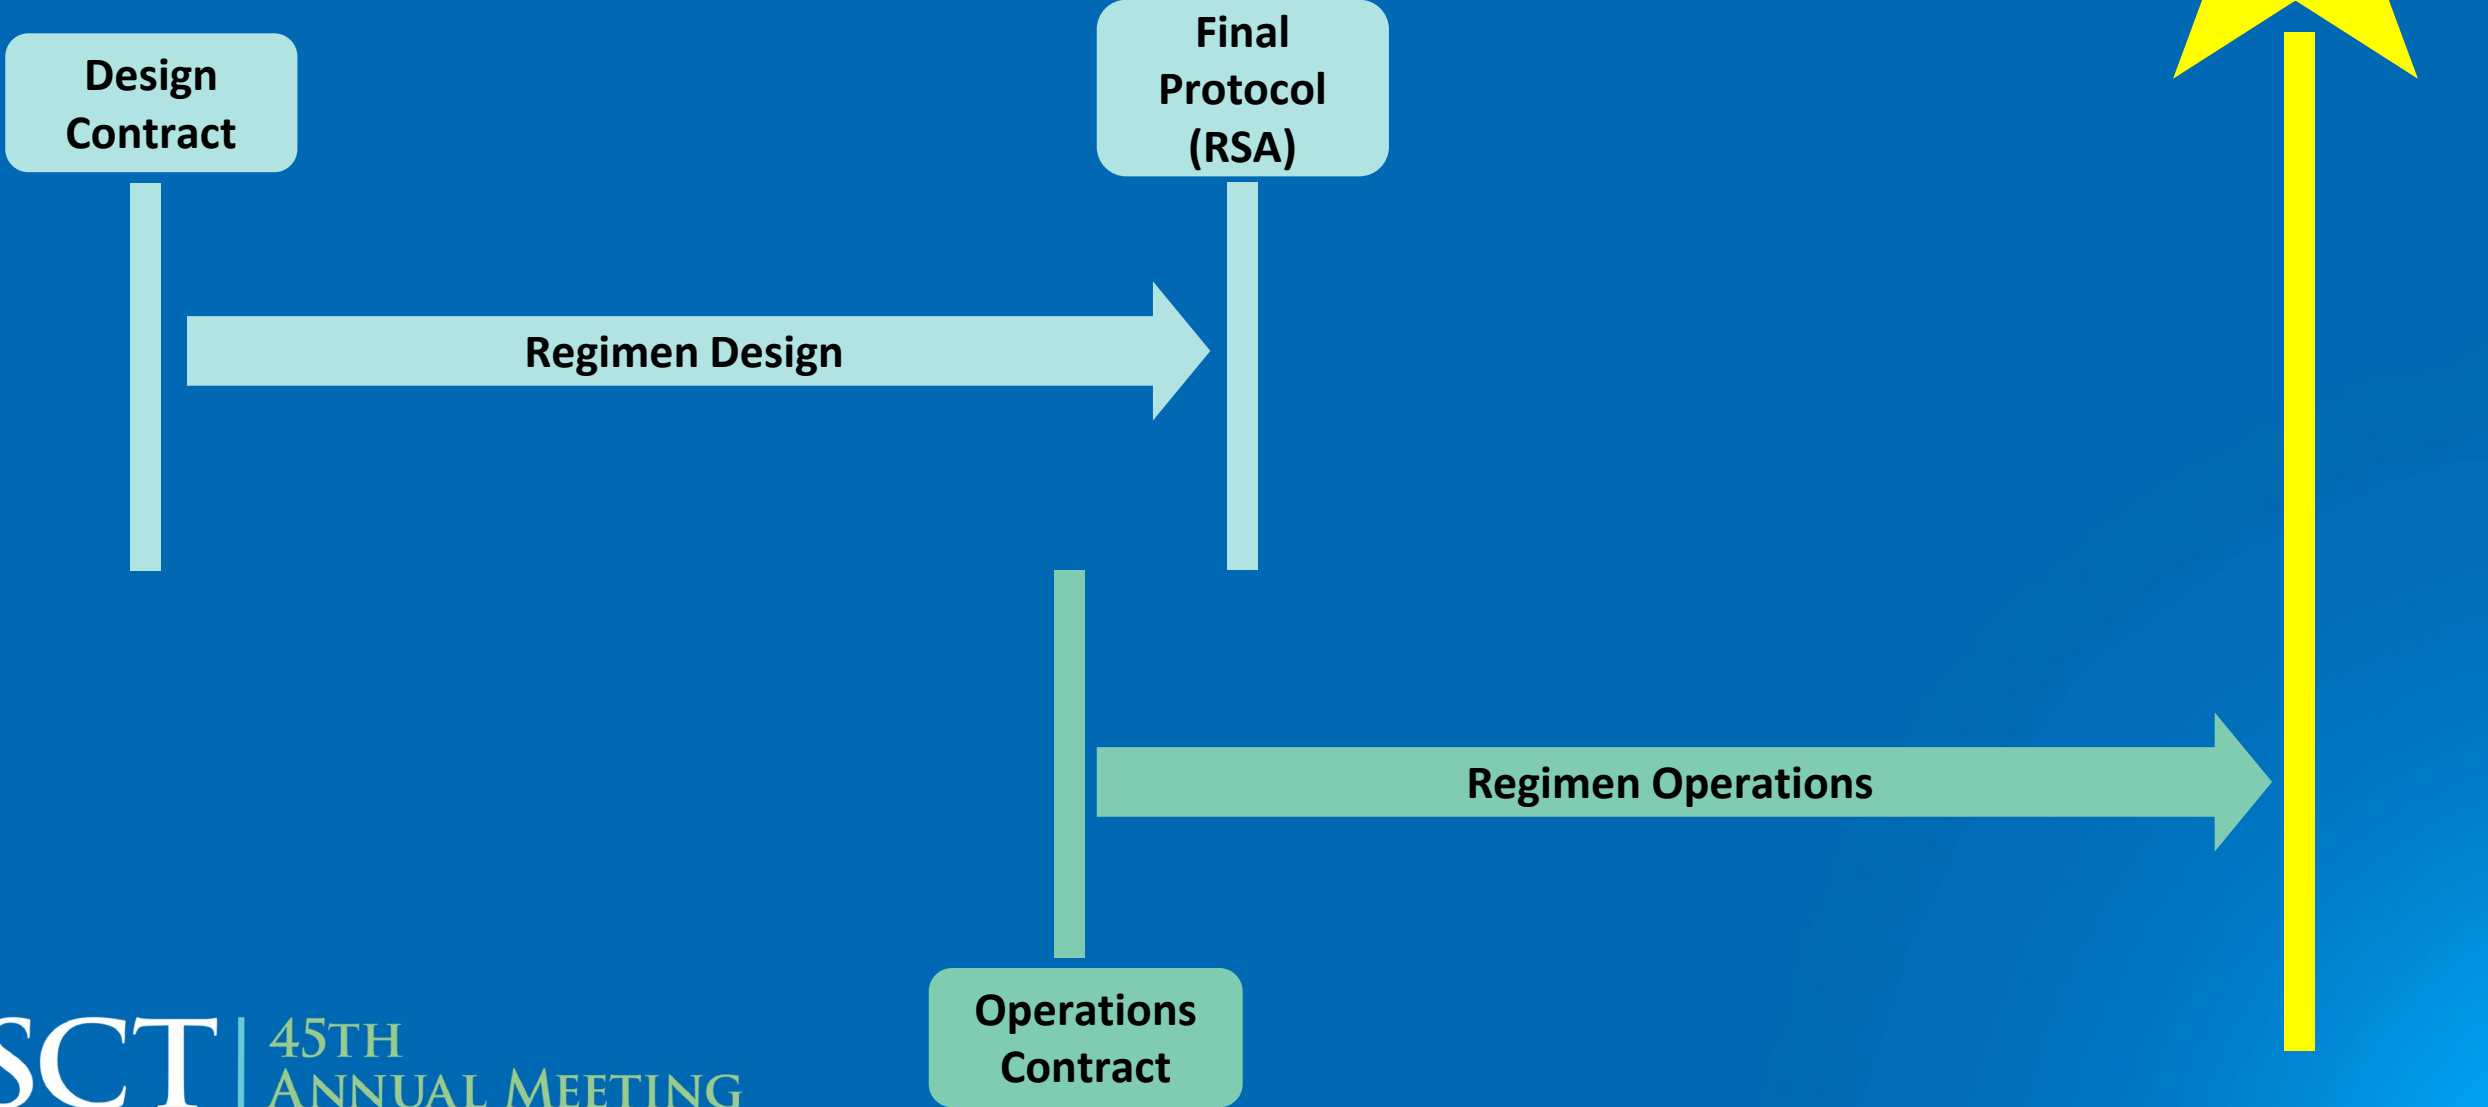 Design
Contract
Final
Protocol
(RSA)
Regimen Design
Regimen Operations
Operations
Contract
SCT
45TH
ANNUAL MEETING